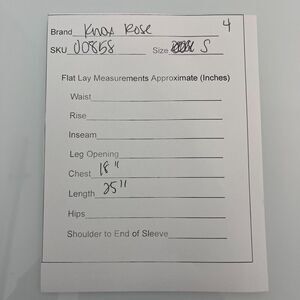 4
Brand Knox Rose
SKU 00858 Size S
Flat Lay Measurements Approximate (Inches)
Waist
Rise
Inseam
Leg Opening
Chest 18"
Length 25"
Hips
Shoulder to End of Sleeve